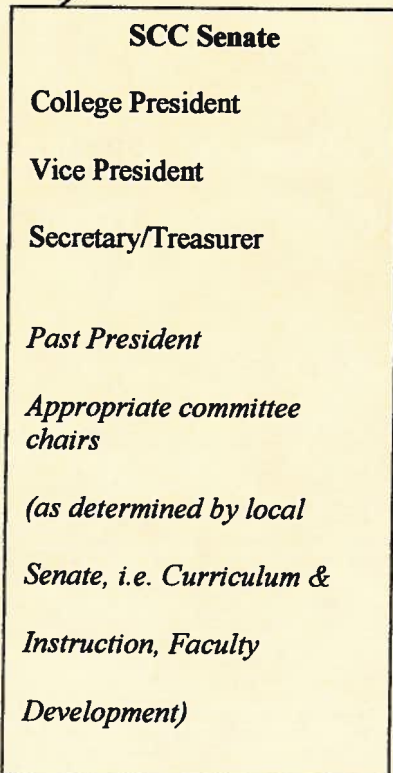 SCC Senate
College President
Vice President
Secretary/Treasurer
Past President
Appropriate committee
chairs
(as determined by local
Senate, i.e. Curriculum &
Instruction, Faculty
Development)